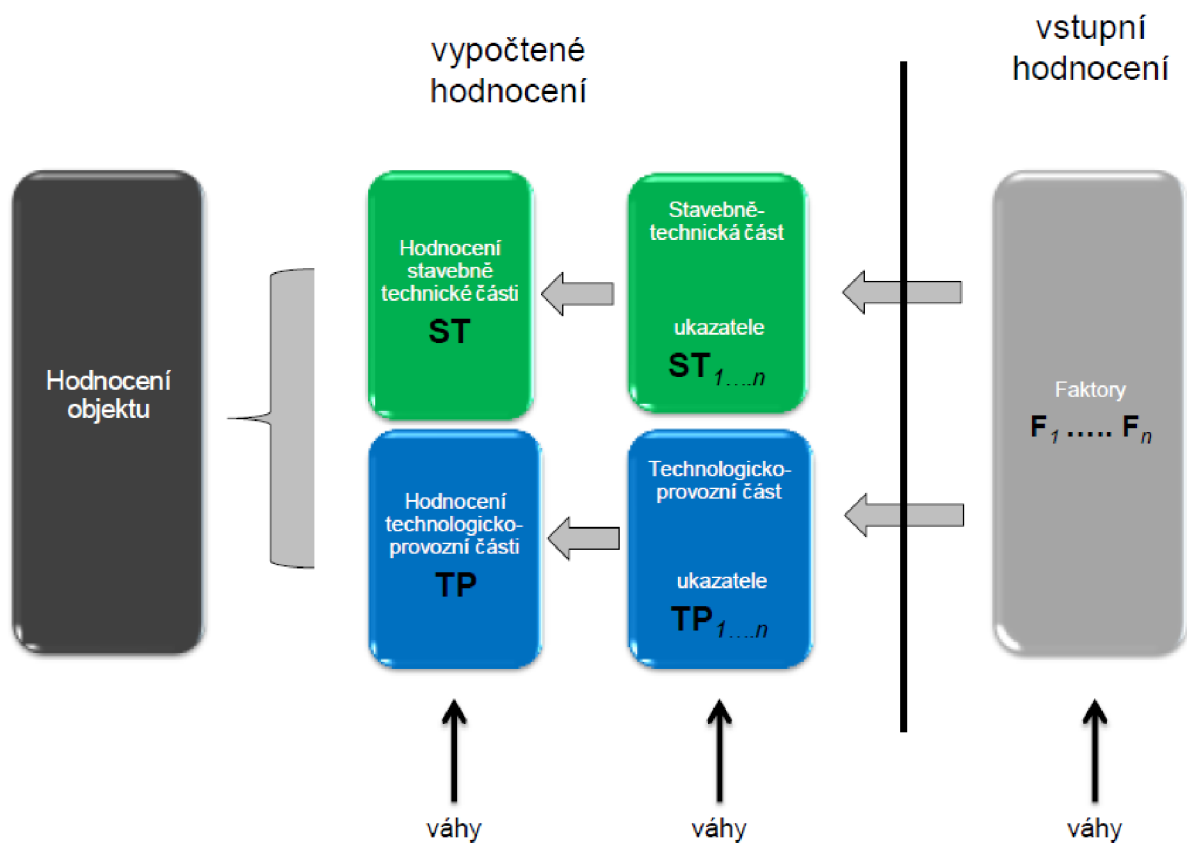 vypočtené
hodnocení
vstupní
hodnocení
Hodnocení
objektu
Hodnocení
stavebně
technické části
ST
Stavebně-
technická část
ukazatele
ST1....n
Hodnocení
technologicko-
provozní části
TP
Technologicko-
provozní část
ukazatele
TP1....n
Faktory
F1 ..... Fn
váhy
váhy
váhy